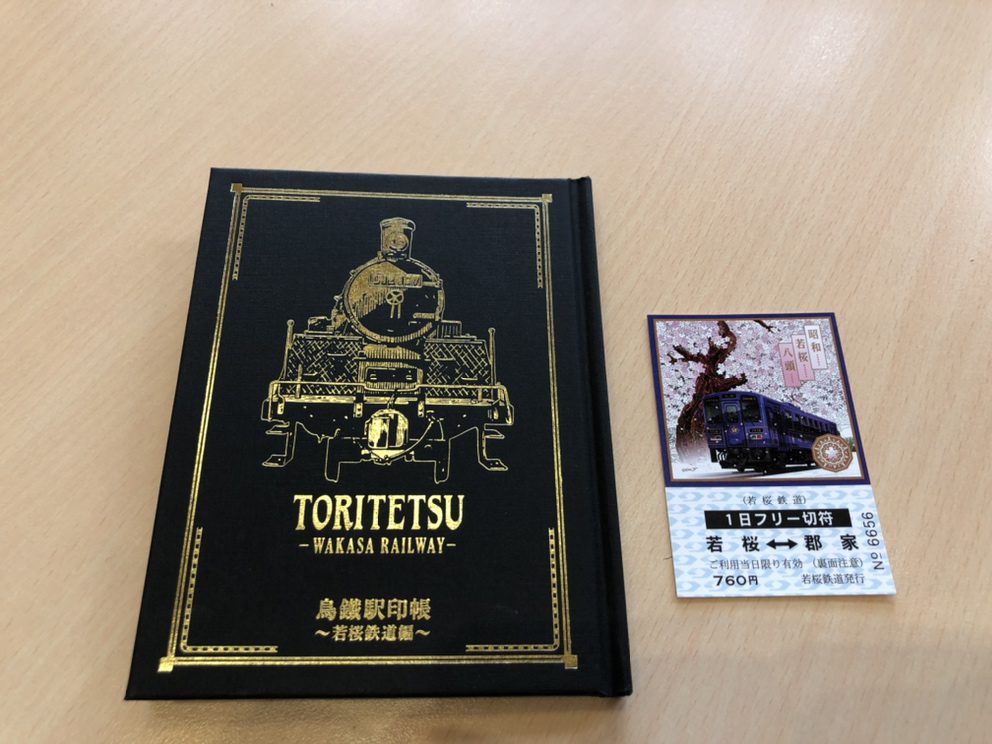 TORITETSU
-WAKASA RAILWAY-
鳥鐵駅印帳
～若桜鉄道編～
昭和
若桜
八頭
(若桜鉄道)
1日フリー切符
若桜↔郡家
ご利用当日限り有効 (裏面注意)
760円 若桜鉄道発行
No 6656